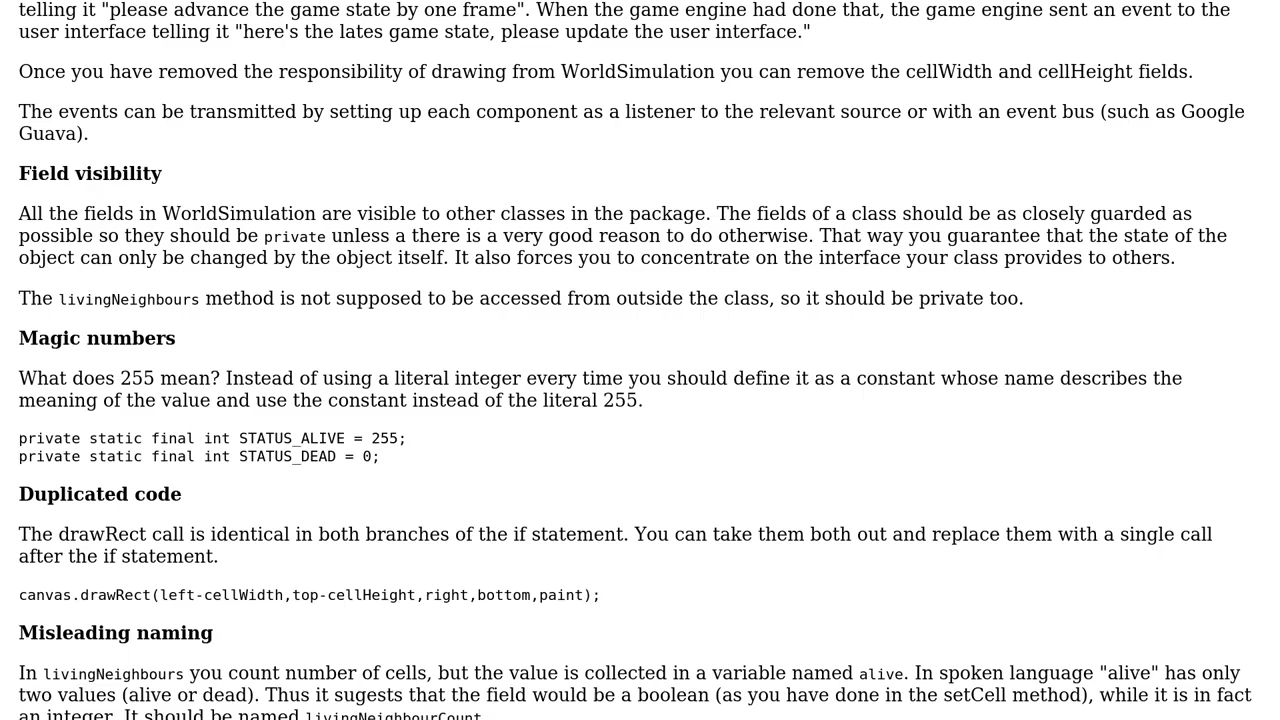 telling it "please advance the game state by one frame". When the game engine had done that, the game engine sent an event to the
user interface telling it "here's the lates game state, please update the user interface."
Once you have removed the responsibility of drawing from WorldSimulation you can remove the cellWidth and cellHeight fields.
The events can be transmitted by setting up each component as a listener to the relevant source or with an event bus (such as Google
Guava).
Field visibility
All the fields in WorldSimulation are visible to other classes in the package. The fields of a class should be as closely guarded as
possible so they should be private unless a there is a very good reason to do otherwise. That way you guarantee that the state of the
object can only be changed by the object itself. It also forces you to concentrate on the interface your class provides to others.
The livingNeighbours method is not supposed to be accessed from outside the class, so it should be private too.
Magic numbers
What does 255 mean? Instead of using a literal integer every time you should define it as a constant whose name describes the
meaning of the value and use the constant instead of the literal 255.
private static final int STATUS_ALIVE = 255;
private static final int STATUS_DEAD = 0;
Duplicated code
The drawRect call is identical in both branches of the if statement. You can take them both out and replace them with a single call
after the if statement.
canvas.drawRect(left-cellWidth,top-cellHeight,right,bottom,paint);
Misleading naming
In livingNeighbours you count number of cells, but the value is collected in a variable named alive. In spoken language "alive" has only
two values (alive or dead). Thus it sugests that the field would be a boolean (as you have done in the setCell method), while it is in fact
an integer. It should be named livingNeighbourCount.